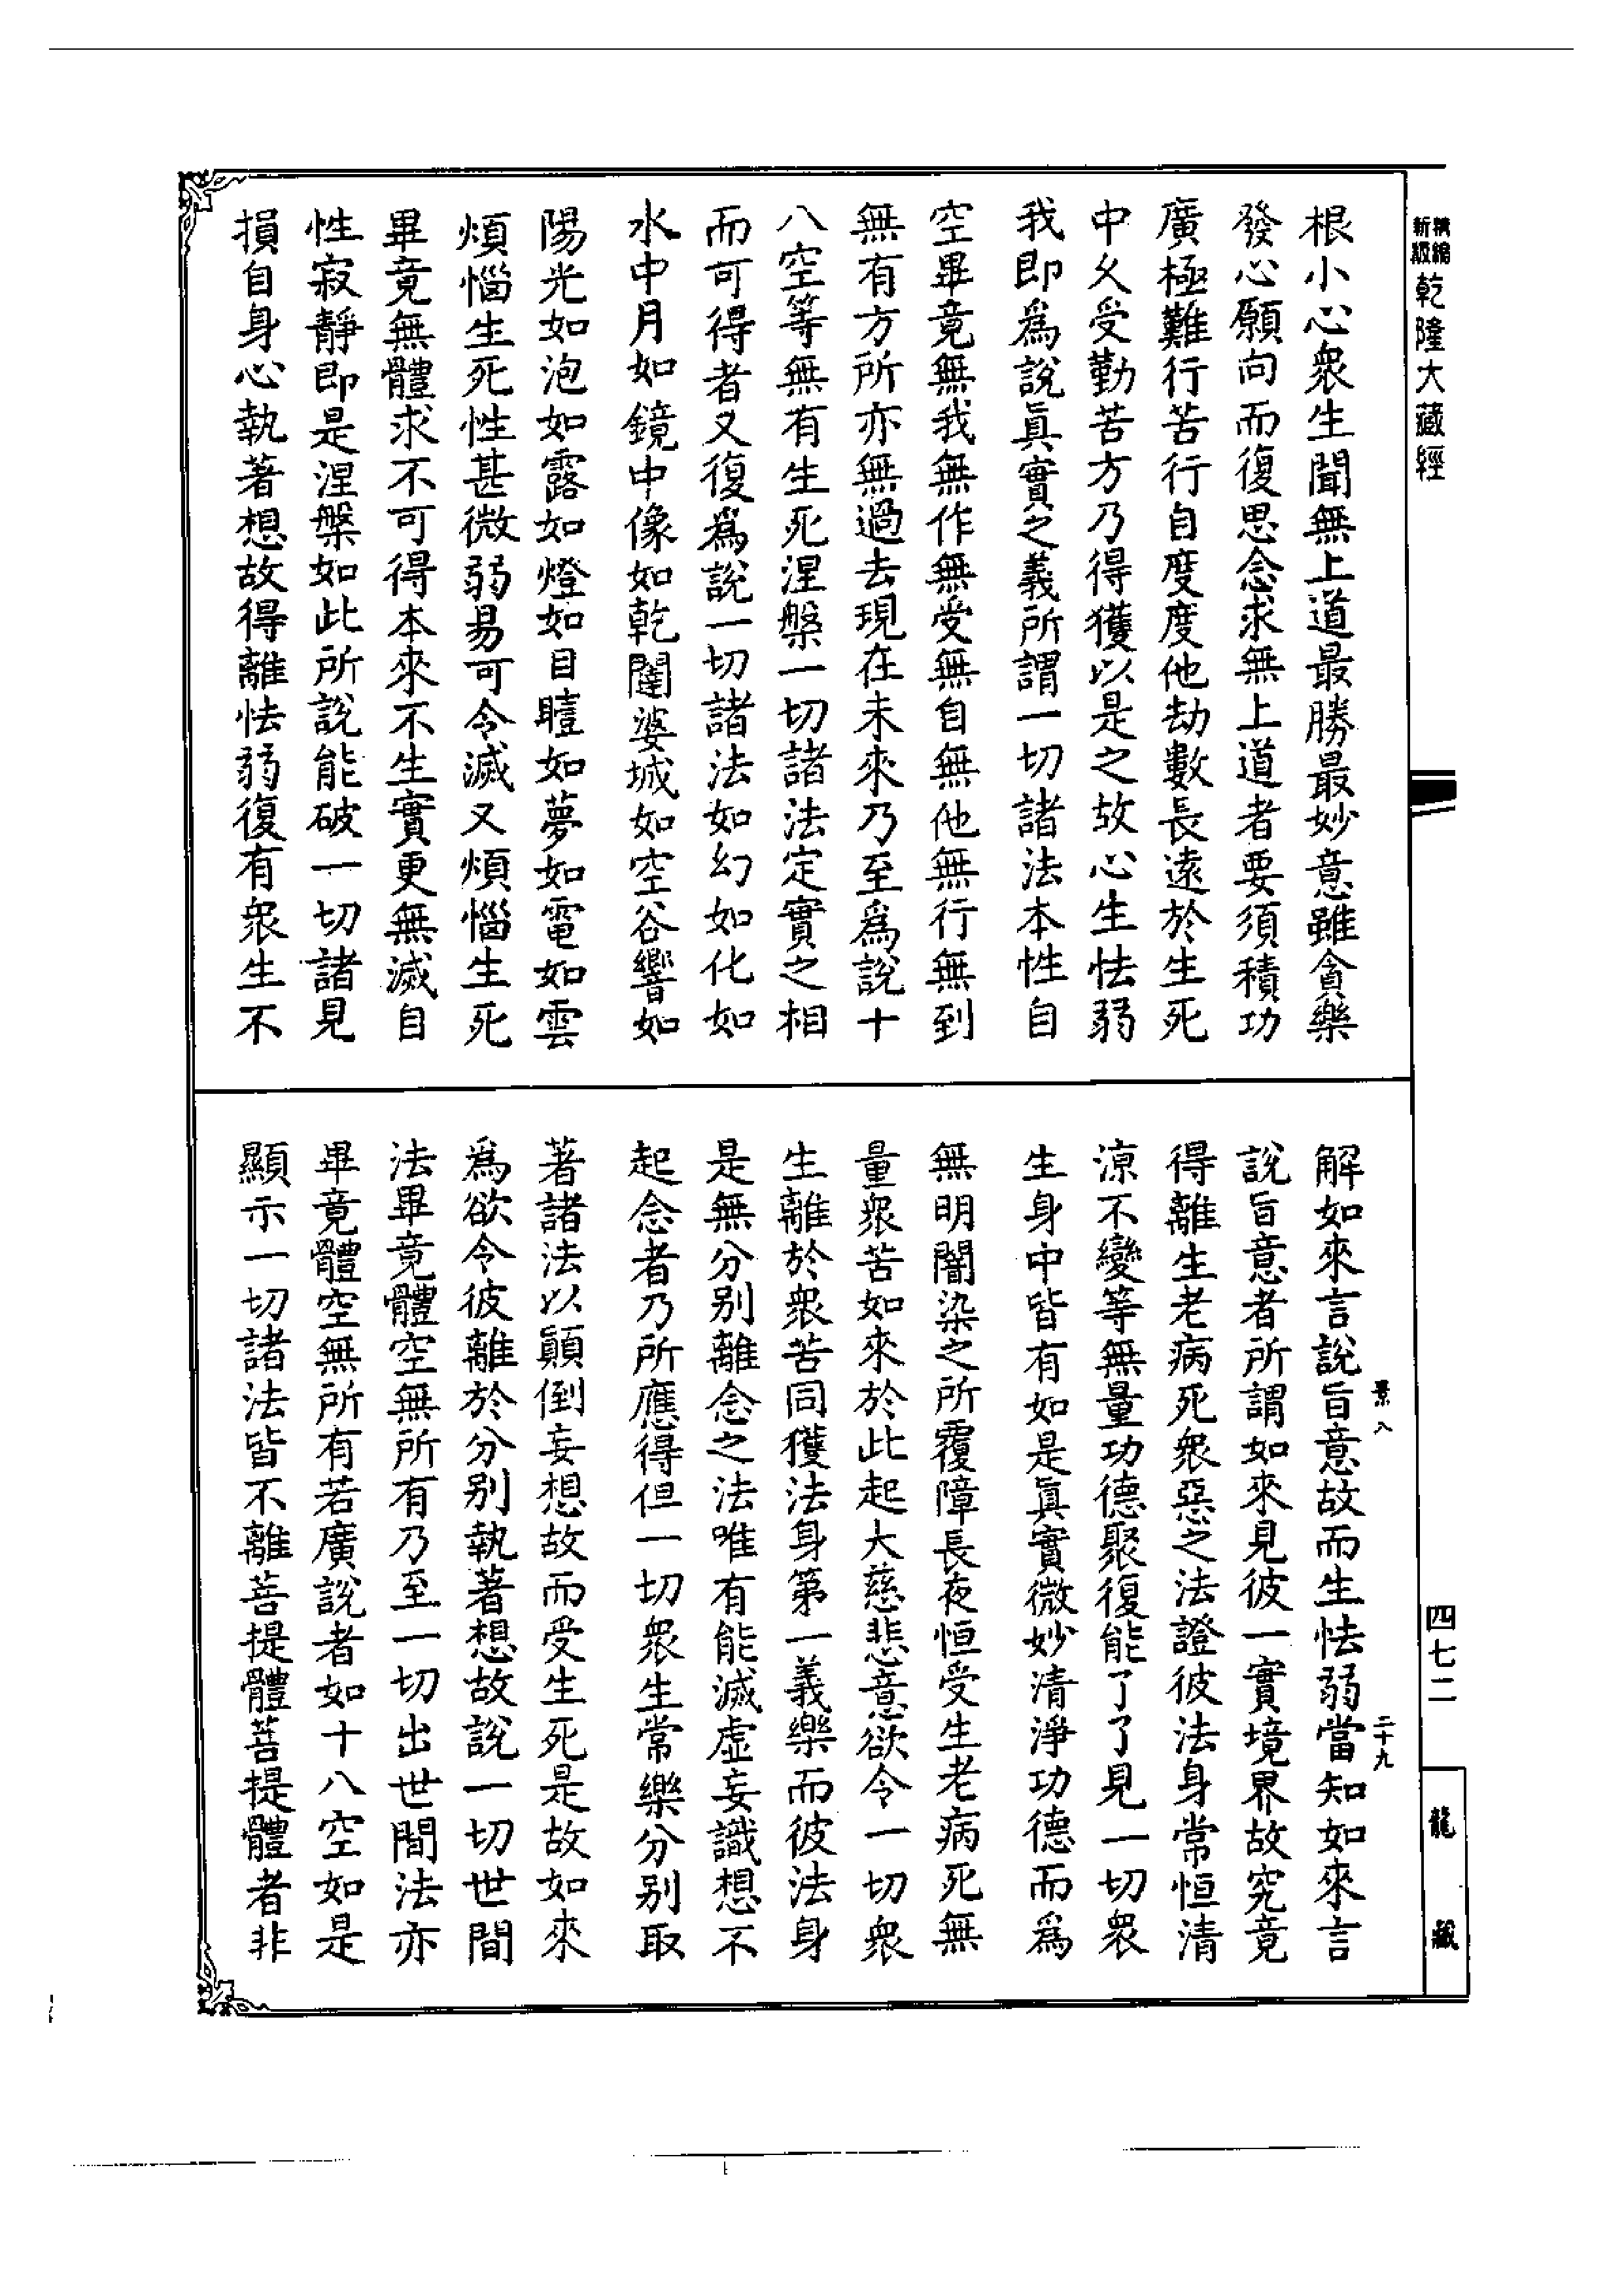 新編
縮版
乾隆大藏經
根小心衆生聞無上道最勝最妙意雖貪樂
發心願向而復思念求無上道者要須積功
廣極難行苦行自度度他劫數長遠於生死
中久受勤苦方乃得獲以是之故心生怯弱
我即爲說眞實之義所謂一切諸法本性自
空畢竟無我無作無受無自無他無行無到
無有方所亦無過去現在未來乃至爲說十
八空等無有生死涅槃一切諸法定實之相
而可得者又復爲說一切諸法如幻如化如
水中月如鏡中像如乾闥婆城如空谷響如
陽光如泡如露如燈如目瞖如夢如電如雲
煩惱生死性甚微弱易可令滅又煩惱生死
畢竟無體求不可得本來不生實更無滅自
性寂靜即是涅槃如此所說能破一切諸見
損自身心執著想故得離怯弱復有衆生不
解如來言說旨意故而生怯弱當知如來言
說旨意者所謂如來見彼一實境界故究竟
得離生老病死衆惡之法證彼法身常恒清
涼不變等無量功德聚復能了了見一切衆
生身中皆有如是眞實微妙清淨功德而爲
無明闇染之所覆障長夜恒受生老病死無
量衆苦如來於此起大慈悲意欲令一切衆
生離於衆苦同獲法身第一義樂而彼法身
是無分別離念之法唯有能滅虛妄識想不
起念者乃所應得但一切衆生常樂分別取
著諸法以顛倒妄想故而受生死是故如來
爲欲令彼離於分別執著想故說一切世間
法畢竟體空無所有乃至一切出世間法亦
畢竟體空無所有若廣說者如十八空如是
顯示一切諸法皆不離菩提體菩提體者非
景八
二十九
四七二
龍藏